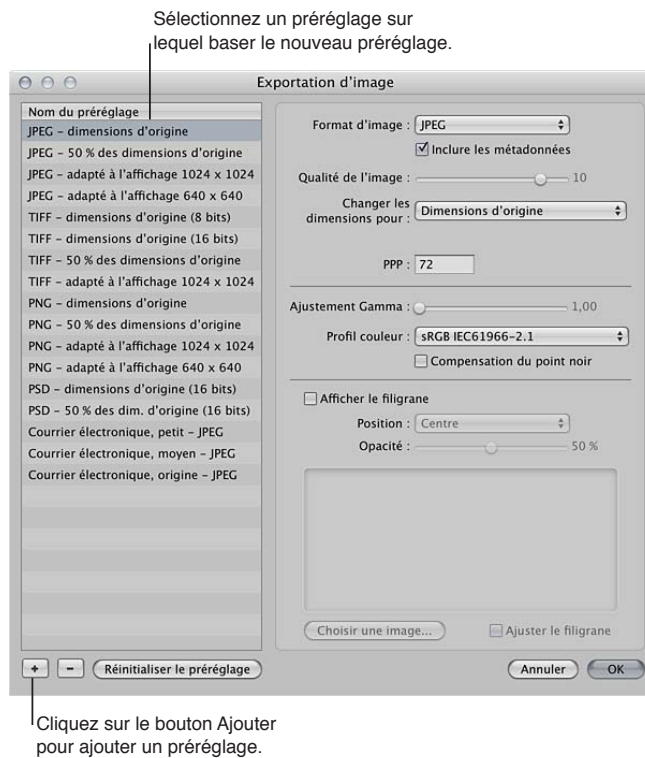 Sélectionnez un préréglage sur
lequel baser le nouveau préréglage.
Exportation d'image
Nom du préréglage
JPEG – dimensions d'origine
JPEG – 50 % des dimensions d'origine
JPEG – adapté à l'affichage 1024 x 1024
JPEG – adapté à l'affichage 640 x 640
TIFF – dimensions d'origine (8 bits)
TIFF – dimensions d'origine (16 bits)
TIFF – 50 % des dimensions d'origine
TIFF – adapté à l'affichage 1024 x 1024
PNG – dimensions d'origine
PNG – 50 % des dimensions d'origine
PNG – adapté à l'affichage 1024 x 1024
PNG – adapté à l'affichage 640 x 640
PSD – dimensions d'origine (16 bits)
PSD – 50 % des dim. d'origine (16 bits)
Courrier électronique, petit – JPEG
Courrier électronique, moyen – JPEG
Courrier électronique, origine – JPEG
Format d'image : JPEG
Inclure les métadonnées
Qualité de l'image : 10
Changer les
dimensions pour : Dimensions d'origine
PPP : 72
Ajustement Gamma : 1,00
Profil couleur : sRGB IEC61966-2.1
Compensation du point noir
Afficher le filigrane
Position : Centre
Opacité : 50 %
Choisir une image... Ajuster le filigrane
+ – Réinitialiser le préréglage Annuler OK
Cliquez sur le bouton Ajouter
pour ajouter un préréglage.